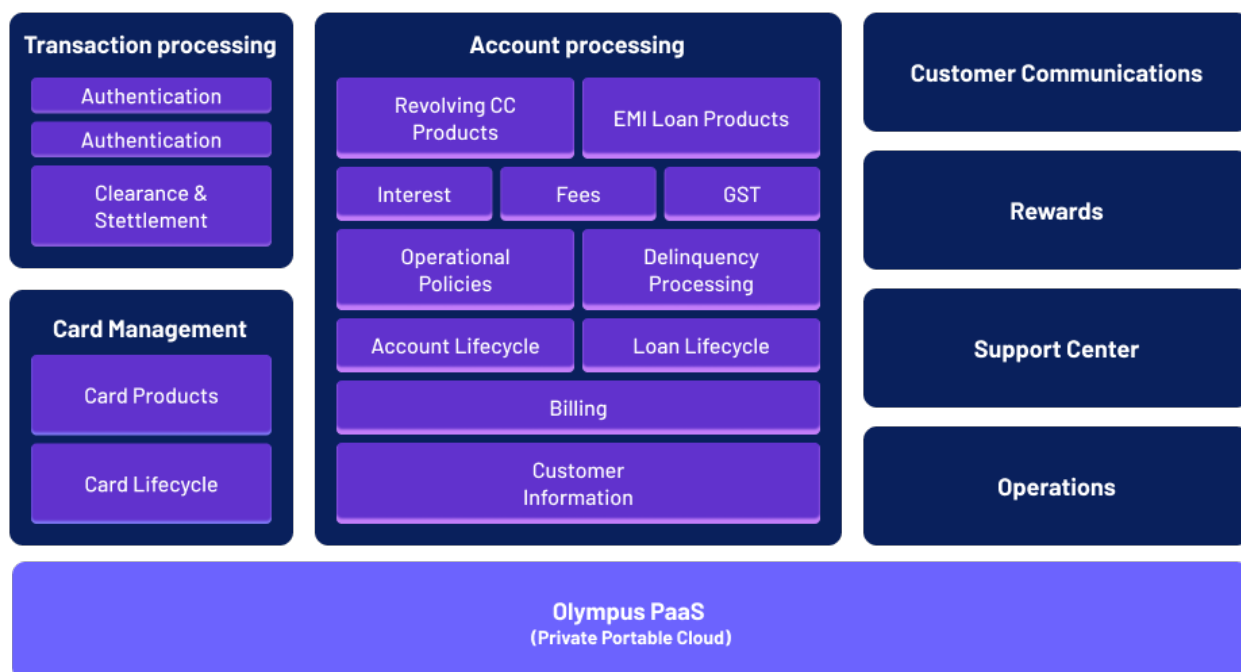 Transaction processing
Authentication
Authentication
Clearance &
Stettlement
Card Management
Card Products
Card Lifecycle
Account processing
Revolving CC
Products
EMI Loan Products
Interest
Fees
GST
Operational
Policies
Delinquency
Processing
Account Lifecycle
Loan Lifecycle
Billing
Customer
Information
Customer Communications
Rewards
Support Center
Operations
Olympus PaaS
(Private Portable Cloud)